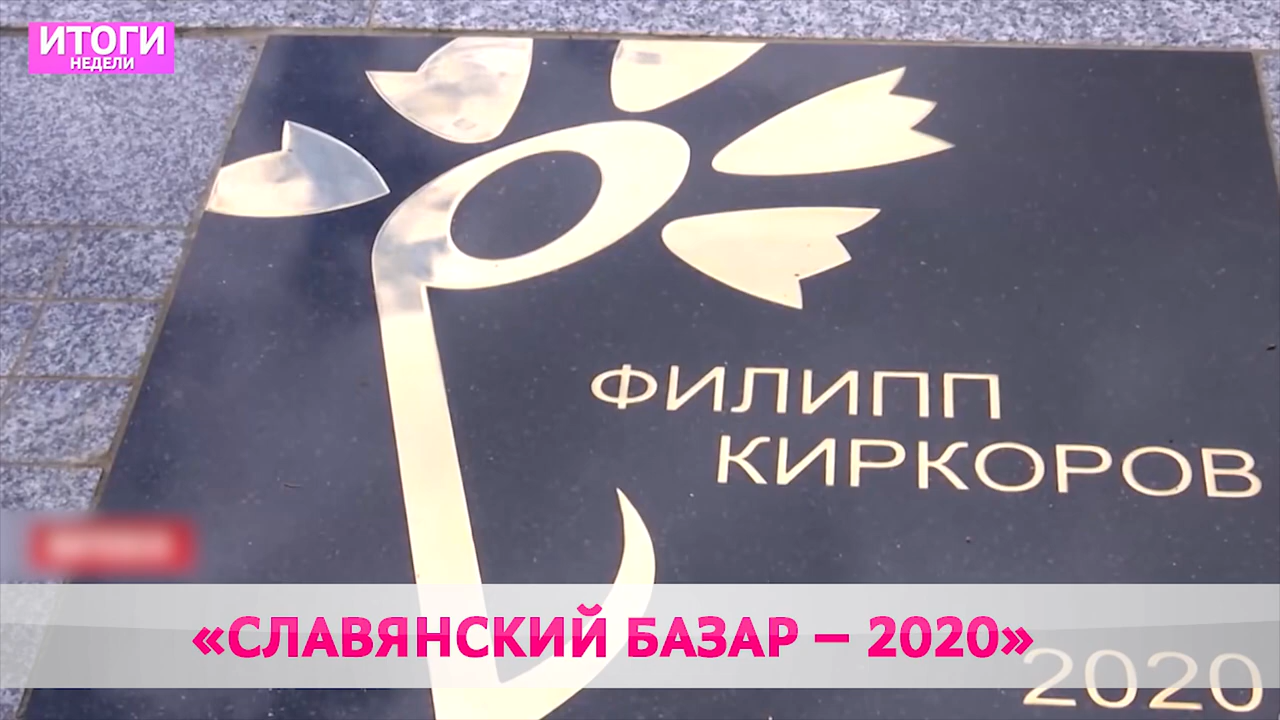 ИТОГИ
НЕДЕЛИ
ФИЛИПП
КИРКОРОВ
«СЛАВЯНСКИЙ БАЗАР – 2020»
2020